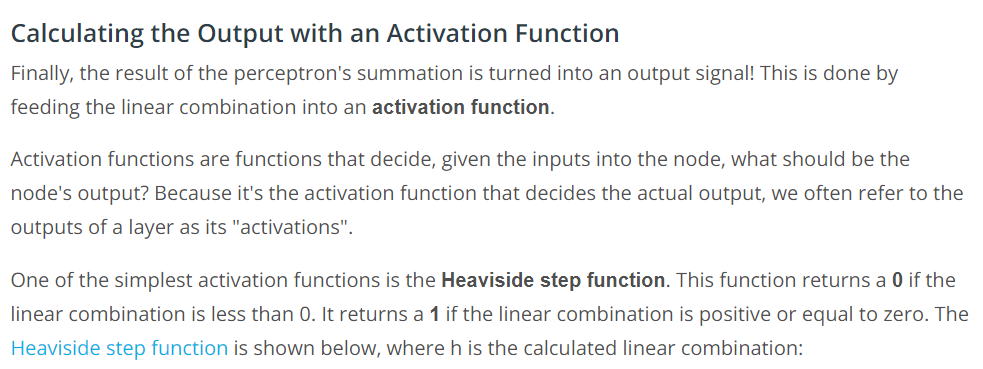 Calculating the Output with an Activation Function
Finally, the result of the perceptron's summation is turned into an output signal! This is done by
feeding the linear combination into an activation function.
Activation functions are functions that decide, given the inputs into the node, what should be the
node's output? Because it's the activation function that decides the actual output, we often refer to the
outputs of a layer as its "activations".
One of the simplest activation functions is the Heaviside step function. This function returns a 0 if the
linear combination is less than 0. It returns a 1 if the linear combination is positive or equal to zero. The
Heaviside step function is shown below, where h is the calculated linear combination: